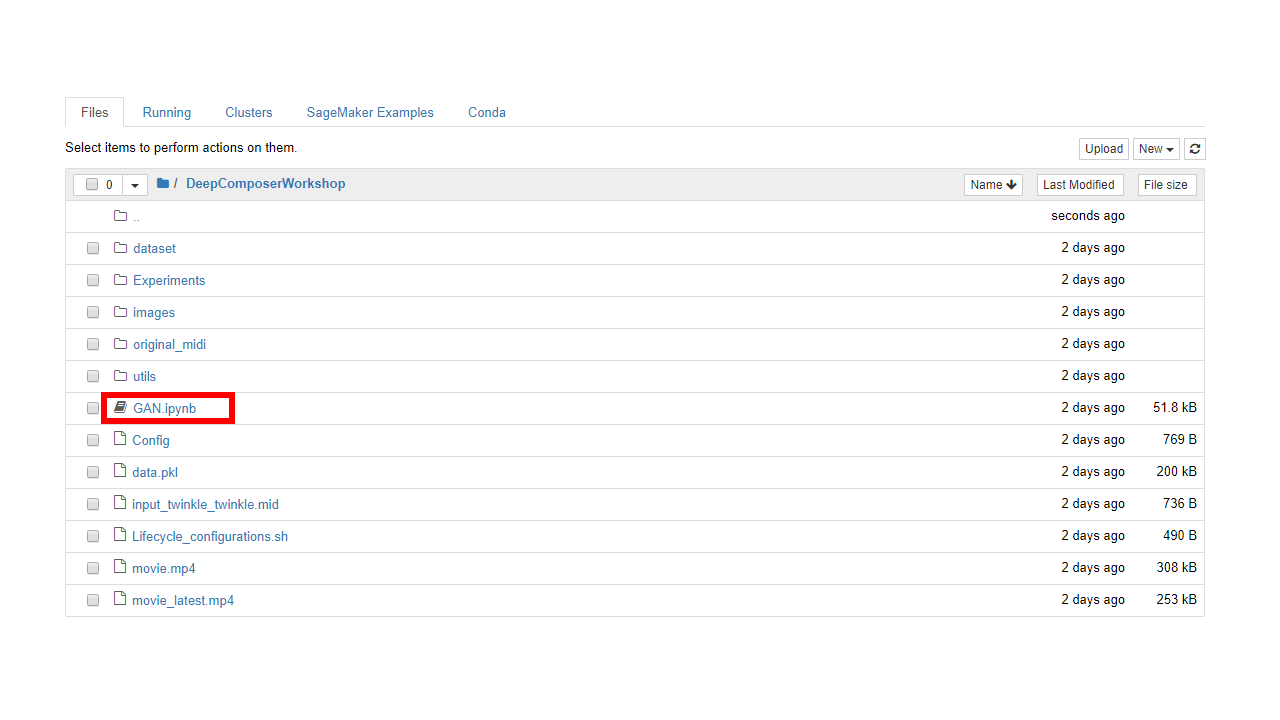 Files Running Clusters SageMaker Examples Conda
Select items to perform actions on them. Upload New
0 / DeepComposerWorkshop Name Last Modified File size
.. seconds ago
dataset 2 days ago
Experiments 2 days ago
images 2 days ago
original_midi 2 days ago
utils 2 days ago
GAN.ipynb 2 days ago 51.8 kB
Config 2 days ago 769 B
data.pkl 2 days ago 200 kB
input_twinkle_twinkle.mid 2 days ago 736 B
Lifecycle_configurations.sh 2 days ago 490 B
movie.mp4 2 days ago 308 kB
movie_latest.mp4 2 days ago 253 kB